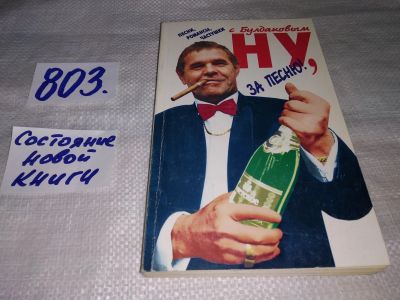 803.
Состояние
новой
книги
ПЕСНИ,
РОМАНСЫ,
ЧАСТУШКИ
с Булдаковым
НУ,
ЗА ПЕСНЮ!